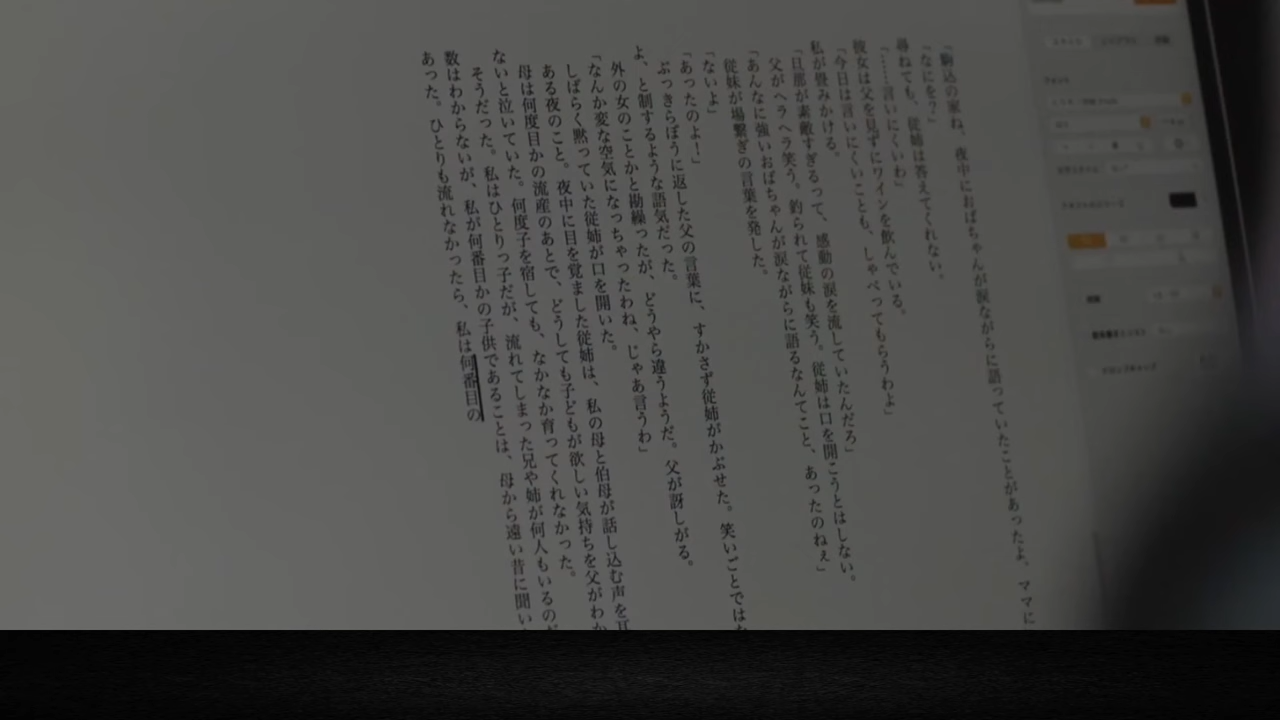 「駒込の家ね、夜中におばちゃんが涙ながらに語っていたことがあったよ、ママに
「なにを？」
尋ねても、従姉は答えてくれない。
「……言いにくいわ」
彼女は父を見ずにワインを飲んでいる。
「今日は言いにくいことも、しゃべってもらうわよ」
私が畳みかける。
「旦那が素敵すぎるって、感動の涙を流していたんだろ」
父がヘラヘラ笑う。釣られて従妹も笑う。従姉は口を開こうとはしない。
「あんなに強いおばちゃんが涙ながらに語るなんてこと、あったのねぇ」
従妹が場繋ぎの言葉を発した。
「ないよ」
「あったのよ！」
ぶっきらぼうに返した父の言葉に、すかさず従姉がかぶせた。笑いごとではな
よ、と制するような語気だった。
外の女のことかと勘繰ったが、どうやら違うようだ。父が訝しがる。
「なんか変な空気になっちゃったわね、じゃあ言うわ」
しばらく黙っていた従姉が口を開いた。
ある夜のこと。夜中に目を覚ました従姉は、私の母と伯母が話し込む声を耳
母は何度目かの流産のあとで、どうしても子どもが欲しい気持ちを父がわか
ないと泣いていた。何度子を宿しても、なかなか育ってくれなかった。
そうだった。私はひとりっ子だが、流れてしまった兄や姉が何人もいるのだ
数はわからないが、私が何番目かの子供であることは、母から遠い昔に聞い
あった。ひとりも流れなかったら、私は何番目の